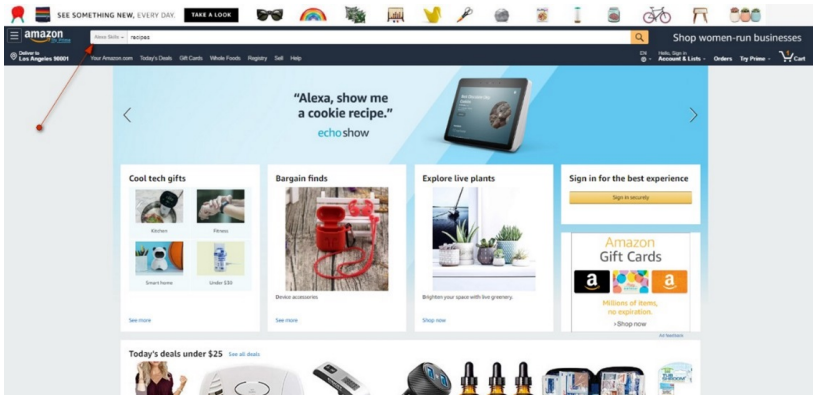 SEE SOMETHING NEW, EVERY DAY.
TAKE A LOOK
amazon
Try Prime
Alexa Skills
recipes
Shop women-run businesses
Deliver to
Los Angeles 90001
Your Amazon.com Today's Deals Gift Cards Whole Foods Registry Sell Help
EN
Hello, Sign in
Account & Lists
Orders
Try Prime
Cart
"Alexa, show me
a cookie recipe."
echo show
Cool tech gifts
Kitchen
Fitness
Smart home
Under $30
See more
Bargain finds
Device accessories
See more
Explore live plants
Brighten your space with live greenery.
Shop now
Sign in for the best experience
Sign in securely
Amazon
Gift Cards
Millions of items,
no expiration.
›Shop now
Ad feedback
Today's deals under $25 See all deals